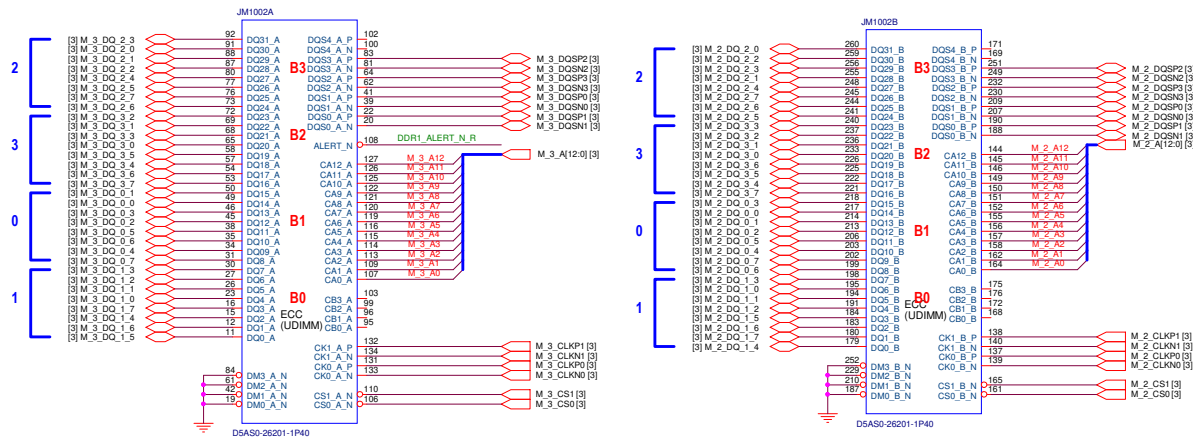 JM1002A
2
3
0
1
[3] M_3_DQ_2_3 92 DQ31_A
[3] M_3_DQ_2_0 91 DQ30_A
[3] M_3_DQ_2_1 88 DQ29_A
[3] M_3_DQ_2_2 87 DQ28_A
[3] M_3_DQ_2_4 80 DQ27_A
[3] M_3_DQ_2_5 77 DQ26_A
[3] M_3_DQ_2_7 76 DQ25_A
[3] M_3_DQ_2_6 73 DQ24_A
[3] M_3_DQ_3_2 72 DQ23_A
[3] M_3_DQ_3_1 69 DQ22_A
[3] M_3_DQ_3_3 68 DQ21_A
[3] M_3_DQ_3_0 65 DQ20_A
[3] M_3_DQ_3_5 58 DQ19_A
[3] M_3_DQ_3_4 57 DQ18_A
[3] M_3_DQ_3_6 54 DQ17_A
[3] M_3_DQ_3_7 53 DQ16_A
[3] M_3_DQ_0_1 50 DQ15_A
[3] M_3_DQ_0_0 49 DQ14_A
[3] M_3_DQ_0_3 46 DQ13_A
[3] M_3_DQ_0_2 45 DQ12_A
[3] M_3_DQ_0_5 38 DQ11_A
[3] M_3_DQ_0_6 35 DQ10_A
[3] M_3_DQ_0_4 34 DQ9_A
[3] M_3_DQ_0_7 31 DQ8_A
[3] M_3_DQ_1_3 30 DQ7_A
[3] M_3_DQ_1_2 27 DQ6_A
[3] M_3_DQ_1_1 26 DQ5_A
[3] M_3_DQ_1_0 23 DQ4_A
[3] M_3_DQ_1_7 16 DQ3_A
[3] M_3_DQ_1_4 15 DQ2_A
[3] M_3_DQ_1_6 12 DQ1_A
[3] M_3_DQ_1_5 11 DQ0_A
84 DM3_A_N
61 DM2_A_N
42 DM1_A_N
19 DM0_A_N
B3
B2
B1
B0
ECC
(UDIMM)
DQS4_A_P 102
DQS4_A_N 100
DQS3_A_P 83 M_3_DQSP2 [3]
DQS3_A_N 81 M_3_DQSN2 [3]
DQS2_A_P 64 M_3_DQSP3 [3]
DQS2_A_N 62 M_3_DQSN3 [3]
DQS1_A_P 41 M_3_DQSP0 [3]
DQS1_A_N 39 M_3_DQSN0 [3]
DQS0_A_P 22 M_3_DQSP1 [3]
DQS0_A_N 20 M_3_DQSN1 [3]
ALERT_N 108 DDR1_ALERT_N_R
M_3_A[12:0] [3]
CA12_A 127 M_3_A12
CA11_A 126 M_3_A11
CA10_A 125 M_3_A10
CA9_A 122 M_3_A9
CA8_A 121 M_3_A8
CA7_A 120 M_3_A7
CA6_A 119 M_3_A6
CA5_A 116 M_3_A5
CA4_A 115 M_3_A4
CA3_A 114 M_3_A3
CA2_A 113 M_3_A2
CA1_A 109 M_3_A1
CA0_A 107 M_3_A0
CB3_A 103
CB2_A 99
CB1_A 96
CB0_A 95
CK1_A_P 132 M_3_CLKP1 [3]
CK1_A_N 134 M_3_CLKN1 [3]
CK0_A_P 131 M_3_CLKP0 [3]
CK0_A_N 133 M_3_CLKN0 [3]
CS1_A_N 110 M_3_CS1 [3]
CS0_A_N 106 M_3_CS0 [3]
D5AS0-26201-1P40
JM1002B
2
3
0
1
[3] M_2_DQ_2_0 260 DQ31_B
[3] M_2_DQ_2_2 259 DQ30_B
[3] M_2_DQ_2_3 256 DQ29_B
[3] M_2_DQ_2_1 255 DQ28_B
[3] M_2_DQ_2_4 248 DQ27_B
[3] M_2_DQ_2_7 245 DQ26_B
[3] M_2_DQ_2_6 244 DQ25_B
[3] M_2_DQ_2_5 241 DQ24_B
[3] M_2_DQ_3_3 240 DQ23_B
[3] M_2_DQ_3_2 237 DQ22_B
[3] M_2_DQ_3_1 236 DQ21_B
[3] M_2_DQ_3_0 233 DQ20_B
[3] M_2_DQ_3_5 226 DQ19_B
[3] M_2_DQ_3_6 225 DQ18_B
[3] M_2_DQ_3_4 222 DQ17_B
[3] M_2_DQ_3_7 221 DQ16_B
[3] M_2_DQ_0_3 218 DQ15_B
[3] M_2_DQ_0_0 217 DQ14_B
[3] M_2_DQ_0_1 214 DQ13_B
[3] M_2_DQ_0_2 213 DQ12_B
[3] M_2_DQ_0_5 206 DQ11_B
[3] M_2_DQ_0_4 203 DQ10_B
[3] M_2_DQ_0_7 202 DQ9_B
[3] M_2_DQ_0_6 199 DQ8_B
[3] M_2_DQ_1_3 198 DQ7_B
[3] M_2_DQ_1_0 195 DQ6_B
[3] M_2_DQ_1_1 194 DQ5_B
[3] M_2_DQ_1_2 191 DQ4_B
[3] M_2_DQ_1_5 184 DQ3_B
[3] M_2_DQ_1_6 183 DQ2_B
[3] M_2_DQ_1_7 180 DQ1_B
[3] M_2_DQ_1_4 179 DQ0_B
252 DM3_B_N
229 DM2_B_N
210 DM1_B_N
187 DM0_B_N
B3
B2
B1
B0
ECC
(UDIMM)
DQS4_B_P 171
DQS4_B_N 169
DQS3_B_P 251 M_2_DQSP2 [3]
DQS3_B_N 249 M_2_DQSN2 [3]
DQS2_B_P 232 M_2_DQSP3 [3]
DQS2_B_N 230 M_2_DQSN3 [3]
DQS1_B_P 209 M_2_DQSP0 [3]
DQS1_B_N 207 M_2_DQSN0 [3]
DQS0_B_P 190 M_2_DQSP1 [3]
DQS0_B_N 188 M_2_DQSN1 [3]
M_2_A[12:0] [3]
CA12_B 144 M_2_A12
CA11_B 145 M_2_A11
CA10_B 146 M_2_A10
CA9_B 149 M_2_A9
CA8_B 150 M_2_A8
CA7_B 151 M_2_A7
CA6_B 152 M_2_A6
CA5_B 155 M_2_A5
CA4_B 156 M_2_A4
CA3_B 157 M_2_A3
CA2_B 158 M_2_A2
CA1_B 162 M_2_A1
CA0_B 164 M_2_A0
CB3_B 175
CB2_B 176
CB1_B 172
CB0_B 168
CK1_B_P 138 M_2_CLKP1 [3]
CK1_B_N 140 M_2_CLKN1 [3]
CK0_B_P 137 M_2_CLKP0 [3]
CK0_B_N 139 M_2_CLKN0 [3]
CS1_B_N 165 M_2_CS1 [3]
CS0_B_N 161 M_2_CS0 [3]
D5AS0-26201-1P40